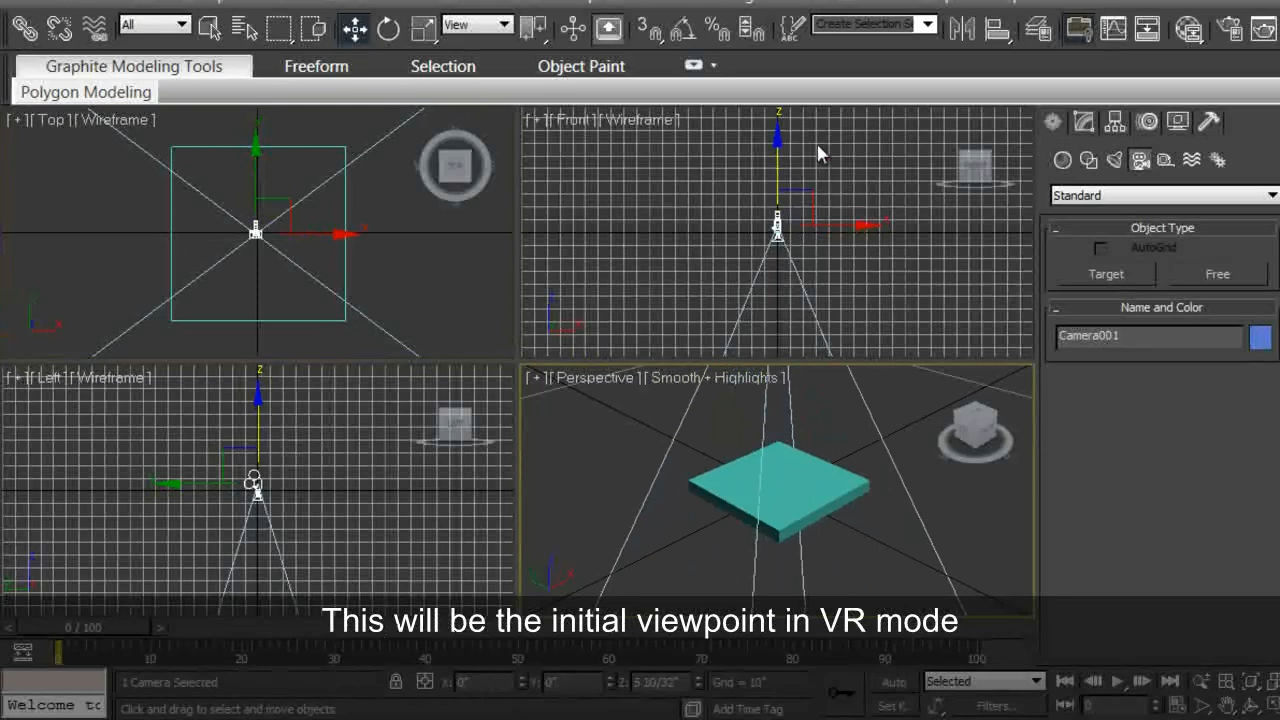 All
View
Create Selection S
ABC
Graphite Modeling Tools
Freeform
Selection
Object Paint
Polygon Modeling
[ + ][ Top ][ Wireframe ]
[ + ][ Front ][ Wireframe ]
Standard
Object Type
AutoGrid
Target
Free
Name and Color
Camera001
[ + ][ Left ][ Wireframe ]
[ + ][ Perspective ][ Smooth + Highlights ]
This will be the initial viewpoint in VR mode
0 / 100
10 20 30 40 50 60 70 80 90 100
1 Camera Selected
X: 0"
Y: 0"
Z: 5 10/32"
Grid = 10"
Auto
Selected
Welcome to
Click and drag to select and move objects
Add Time Tag
Set K
Filters...
0